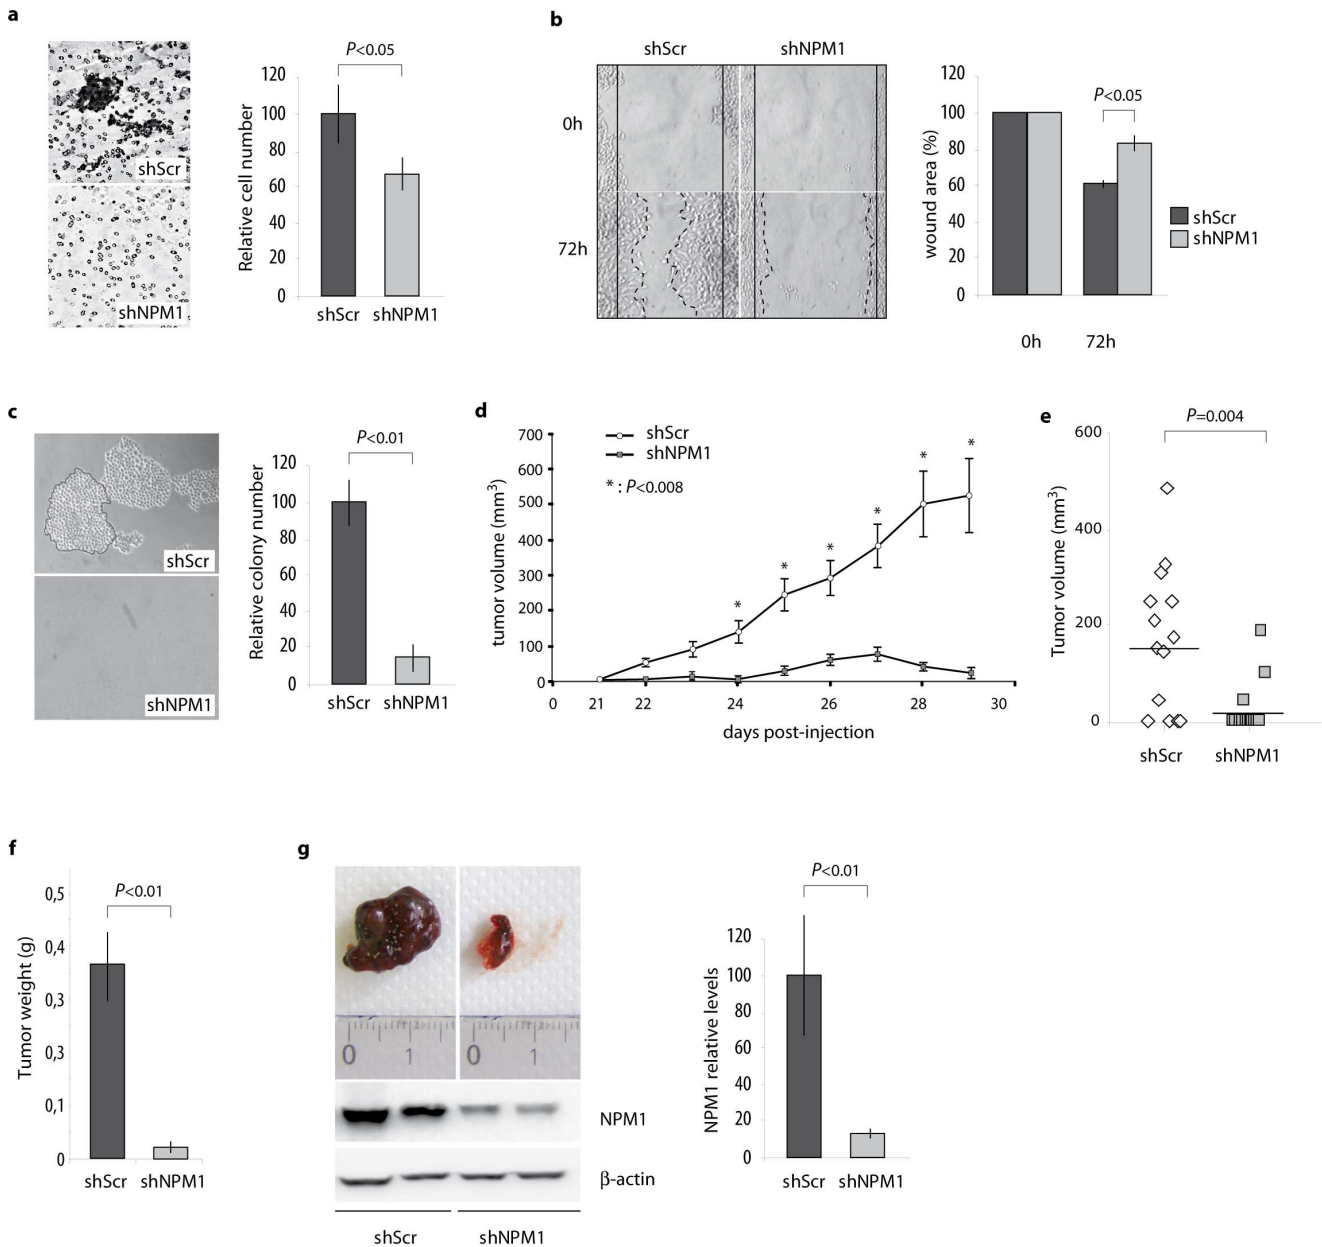 a
shScr
shNPM1
P<0.05
Relative cell number
120
100
80
60
40
20
0
shScr
shNPM1
b
shScr
shNPM1
0h
72h
P<0.05
wound area (%)
120
100
80
60
40
20
0
0h
72h
shScr
shNPM1
c
shScr
shNPM1
P<0.01
Relative colony number
120
100
80
60
40
20
0
shScr
shNPM1
d
shScr
shNPM1
* : P<0.008
tumor volume (mm³)
700
600
500
400
300
200
100
0
* * * * * *
0 21 22 24 26 28 30
days post-injection
e
P=0.004
Tumor volume (mm³)
600
400
200
0
shScr
shNPM1
f
P<0.01
Tumor weight (g)
0,5
0,4
0,3
0,3
0,1
0
shScr
shNPM1
g
0 1
0 1
NPM1
β-actin
shScr
shNPM1
P<0.01
NPM1 relative levels
120
100
80
60
40
20
0
shScr
shNPM1